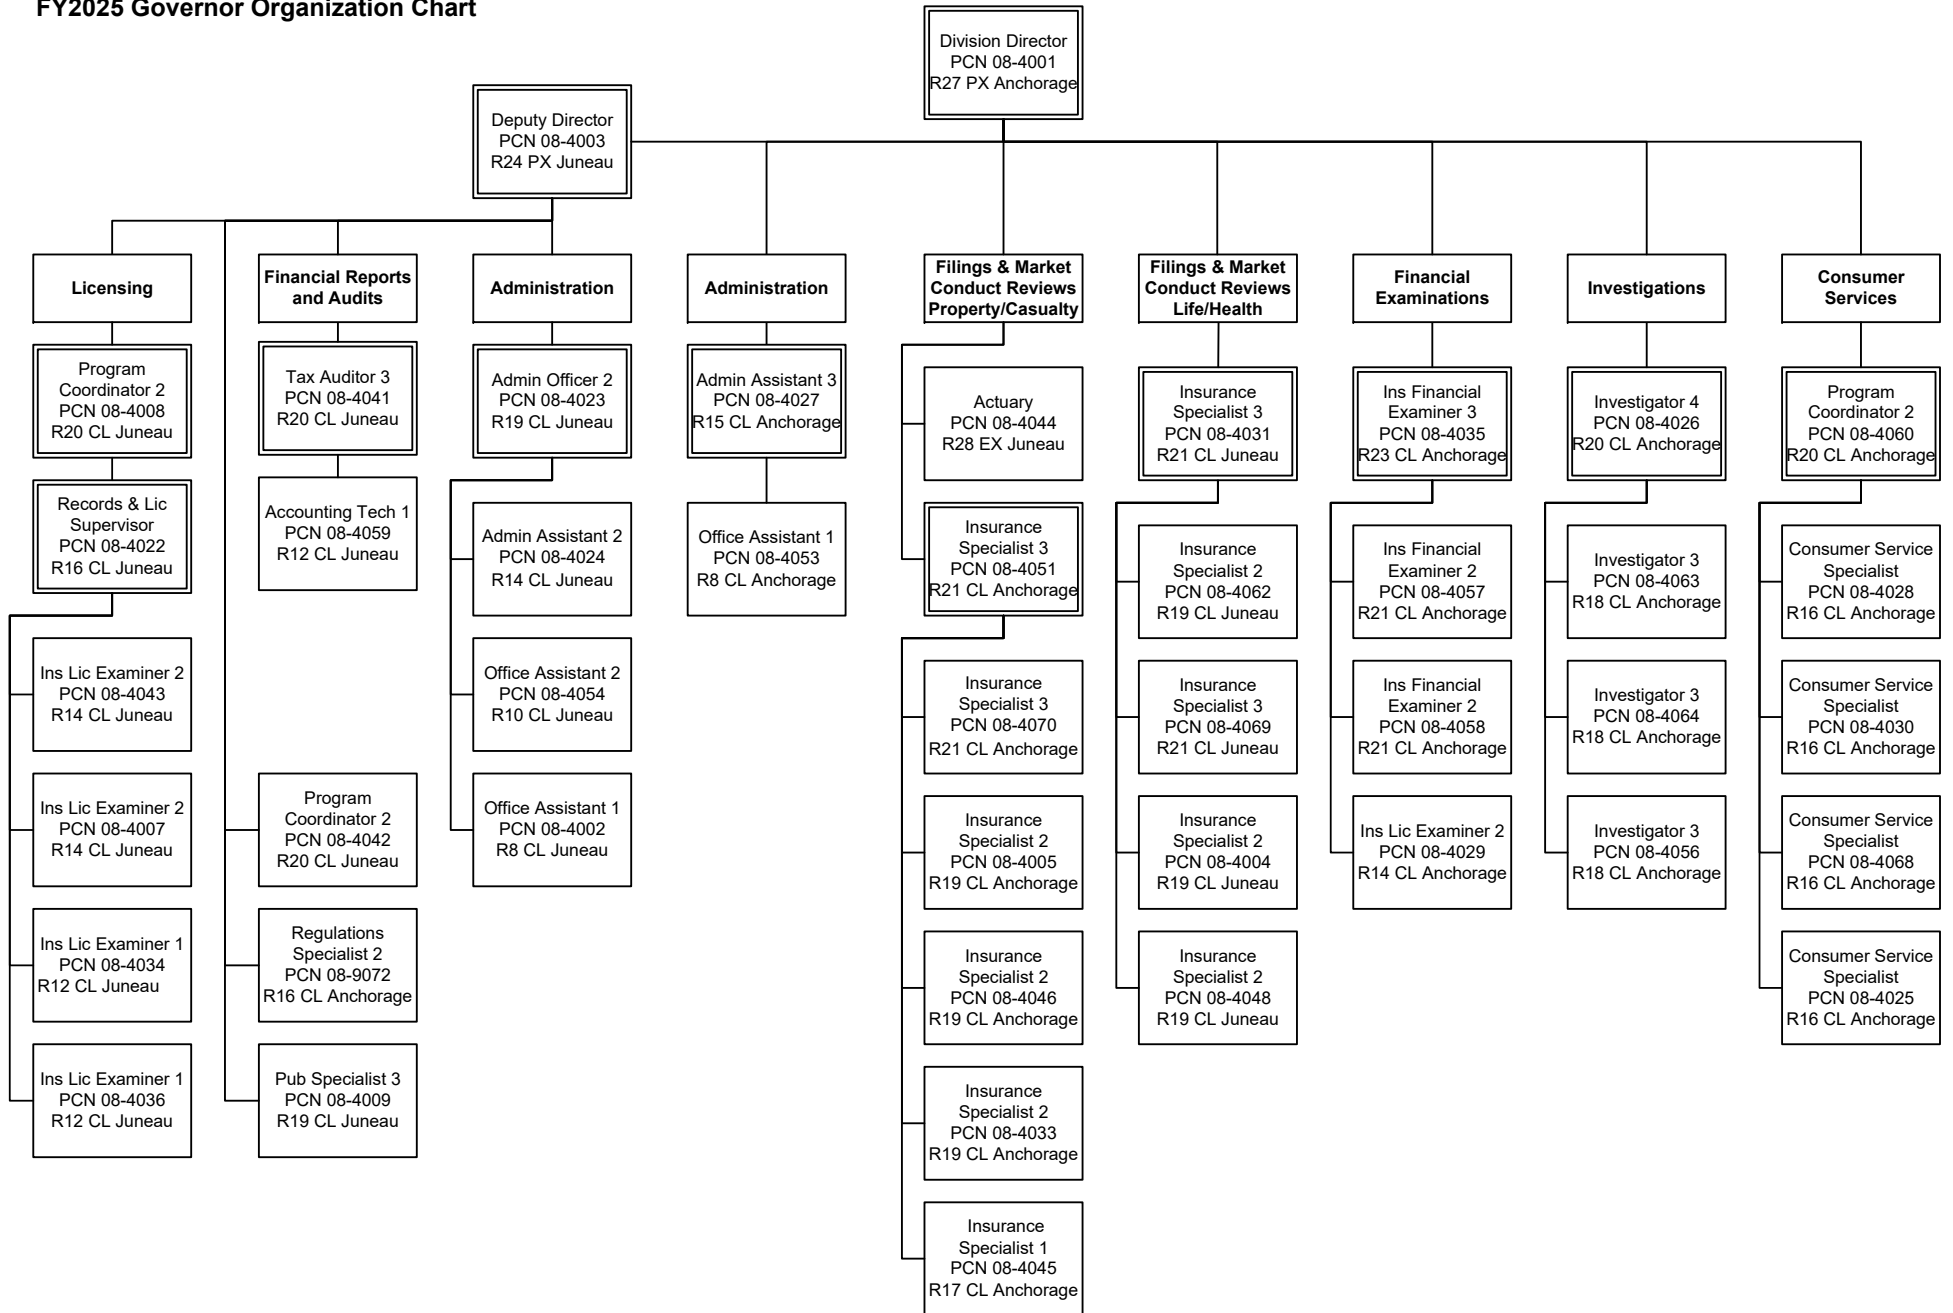 FY2025 Governor Organization Chart
Division Director
PCN 08-4001
R27 PX Anchorage
Deputy Director
PCN 08-4003
R24 PX Juneau
Licensing
Financial Reports
and Audits
Administration
Administration
Filings & Market
Conduct Reviews
Property/Casualty
Filings & Market
Conduct Reviews
Life/Health
Financial
Examinations
Investigations
Consumer
Services
Program
Coordinator 2
PCN 08-4008
R20 CL Juneau
Records & Lic
Supervisor
PCN 08-4022
R16 CL Juneau
Ins Lic Examiner 2
PCN 08-4043
R14 CL Juneau
Ins Lic Examiner 2
PCN 08-4007
R14 CL Juneau
Ins Lic Examiner 1
PCN 08-4034
R12 CL Juneau
Ins Lic Examiner 1
PCN 08-4036
R12 CL Juneau
Tax Auditor 3
PCN 08-4041
R20 CL Juneau
Accounting Tech 1
PCN 08-4059
R12 CL Juneau
Program
Coordinator 2
PCN 08-4042
R20 CL Juneau
Regulations
Specialist 2
PCN 08-9072
R16 CL Anchorage
Pub Specialist 3
PCN 08-4009
R19 CL Juneau
Admin Officer 2
PCN 08-4023
R19 CL Juneau
Admin Assistant 2
PCN 08-4024
R14 CL Juneau
Office Assistant 2
PCN 08-4054
R10 CL Juneau
Office Assistant 1
PCN 08-4002
R8 CL Juneau
Admin Assistant 3
PCN 08-4027
R15 CL Anchorage
Office Assistant 1
PCN 08-4053
R8 CL Anchorage
Actuary
PCN 08-4044
R28 EX Juneau
Insurance
Specialist 3
PCN 08-4051
R21 CL Anchorage
Insurance
Specialist 3
PCN 08-4070
R21 CL Anchorage
Insurance
Specialist 2
PCN 08-4005
R19 CL Anchorage
Insurance
Specialist 2
PCN 08-4046
R19 CL Anchorage
Insurance
Specialist 2
PCN 08-4033
R19 CL Anchorage
Insurance
Specialist 1
PCN 08-4045
R17 CL Anchorage
Insurance
Specialist 3
PCN 08-4031
R21 CL Juneau
Insurance
Specialist 2
PCN 08-4062
R19 CL Juneau
Insurance
Specialist 3
PCN 08-4069
R21 CL Juneau
Insurance
Specialist 2
PCN 08-4004
R19 CL Juneau
Insurance
Specialist 2
PCN 08-4048
R19 CL Juneau
Ins Financial
Examiner 3
PCN 08-4035
R23 CL Anchorage
Ins Financial
Examiner 2
PCN 08-4057
R21 CL Anchorage
Ins Financial
Examiner 2
PCN 08-4058
R21 CL Anchorage
Ins Lic Examiner 2
PCN 08-4029
R14 CL Anchorage
Investigator 4
PCN 08-4026
R20 CL Anchorage
Investigator 3
PCN 08-4063
R18 CL Anchorage
Investigator 3
PCN 08-4064
R18 CL Anchorage
Investigator 3
PCN 08-4056
R18 CL Anchorage
Program
Coordinator 2
PCN 08-4060
R20 CL Anchorage
Consumer Service
Specialist
PCN 08-4028
R16 CL Anchorage
Consumer Service
Specialist
PCN 08-4030
R16 CL Anchorage
Consumer Service
Specialist
PCN 08-4068
R16 CL Anchorage
Consumer Service
Specialist
PCN 08-4025
R16 CL Anchorage